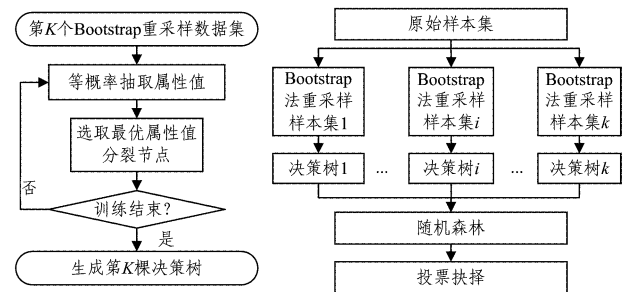 第K个Bootstrap重采样数据集
等概率抽取属性值
选取最优属性值
分裂节点
否
训练结束?
是
生成第K棵决策树
原始样本集
Bootstrap
法重采样
样本集1
Bootstrap
法重采样
样本集i
Bootstrap
法重采样
样本集k
决策树1 ... 决策树i ... 决策树k
随机森林
投票抉择